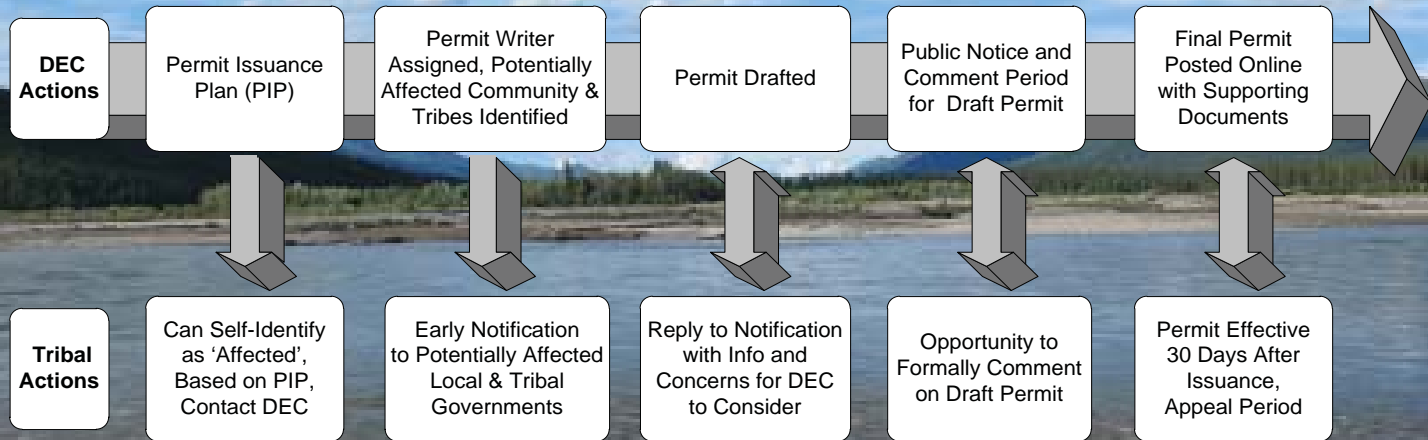 DEC
Actions
Permit Issuance
Plan (PIP)
Permit Writer
Assigned, Potentially
Affected Community &
Tribes Identified
Permit Drafted
Public Notice and
Comment Period
for Draft Permit
Final Permit
Posted Online
with Supporting
Documents
Tribal
Actions
Can Self-Identify
as ‘Affected’,
Based on PIP,
Contact DEC
Early Notification
to Potentially Affected
Local & Tribal
Governments
Reply to Notification
with Info and
Concerns for DEC
to Consider
Opportunity to
Formally Comment
on Draft Permit
Permit Effective
30 Days After
Issuance,
Appeal Period